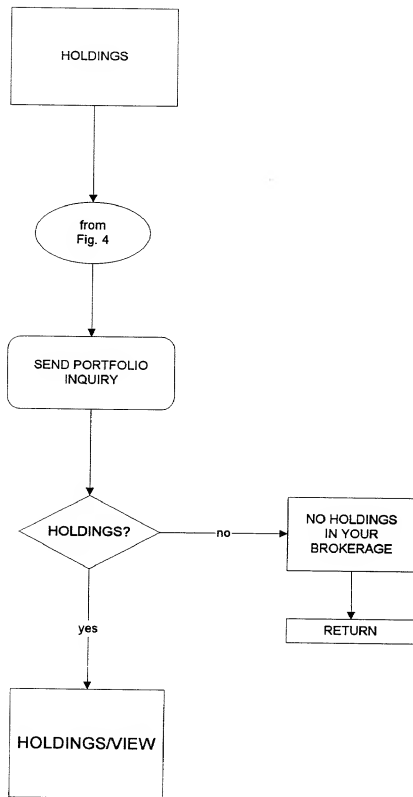 HOLDINGS
from
Fig. 4
SEND PORTFOLIO
INQUIRY
HOLDINGS?
no
NO HOLDINGS
IN YOUR
BROKERAGE
yes
RETURN
HOLDINGS/VIEW